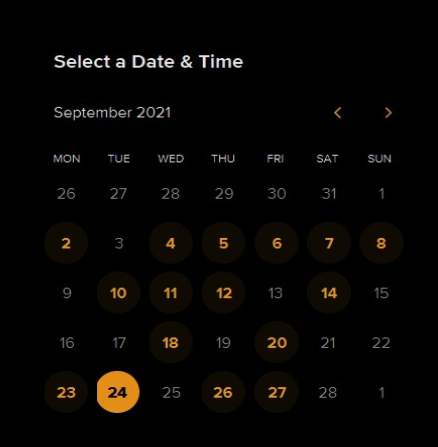 Select a Date & Time
September 2021 < >
MON TUE WED THU FRI SAT SUN
26 27 28 29 30 31 1
2 3 4 5 6 7 8
9 10 11 12 13 14 15
16 17 18 19 20 21 22
23 24 25 26 27 28 1